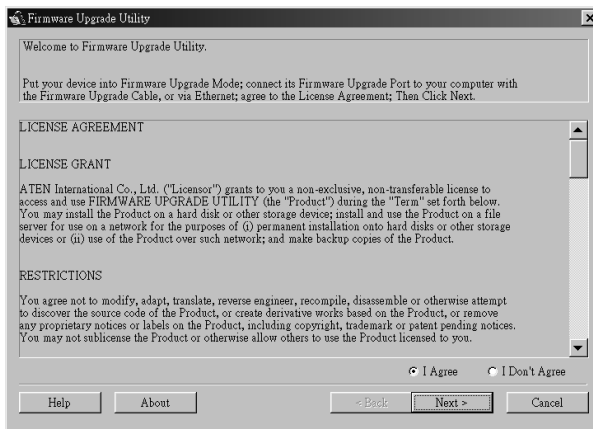 Firmware Upgrade Utility
Welcome to Firmware Upgrade Utility.
Put your device into Firmware Upgrade Mode; connect its Firmware Upgrade Port to your computer with
the Firmware Upgrade Cable, or via Ethernet; agree to the License Agreement; Then Click Next.
LICENSE AGREEMENT
LICENSE GRANT
ATEN International Co., Ltd. ("Licensor") grants to you a non-exclusive, non-transferable license to
access and use FIRMWARE UPGRADE UTILITY (the "Product") during the "Term" set forth below.
You may install the Product on a hard disk or other storage device; install and use the Product on a file
server for use on a network for the purposes of (i) permanent installation onto hard disks or other storage
devices or (ii) use of the Product over such network; and make backup copies of the Product.
RESTRICTIONS
You agree not to modify, adapt, translate, reverse engineer, recompile, disassemble or otherwise attempt
to discover the source code of the Product, or create derivative works based on the Product, or remove
any proprietary notices or labels on the Product, including copyright, trademark or patent pending notices.
You may not sublicense the Product or otherwise allow others to use the Product licensed to you.
I Agree I Don't Agree
Help About < Back Next > Cancel